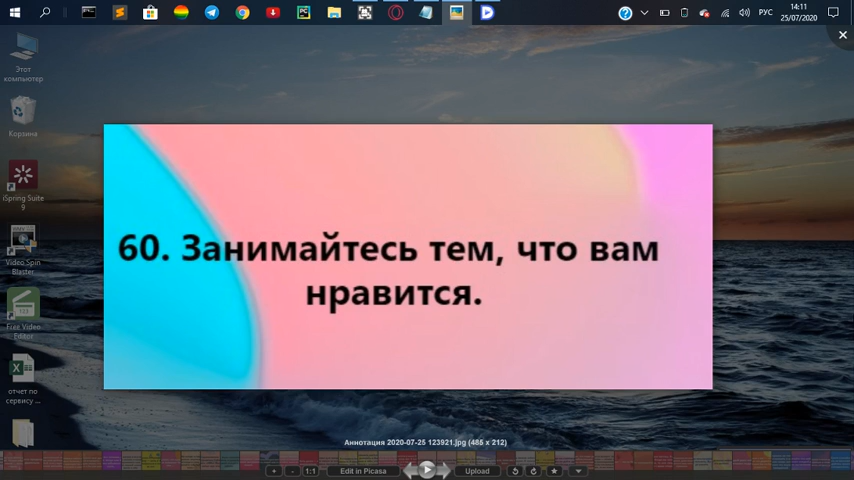 14:11
РУС
25/07/2020
Этот
компьютер
Корзина
iSpring Suite
9
Video Spin
Blaster
Free Video
Editor
отчет по
сервису ...
60. Занимайтесь тем, что вам
нравится.
Аннотация 2020-07-25 123921.jpg (485 x 212)
1:1
Edit in Picasa
Upload